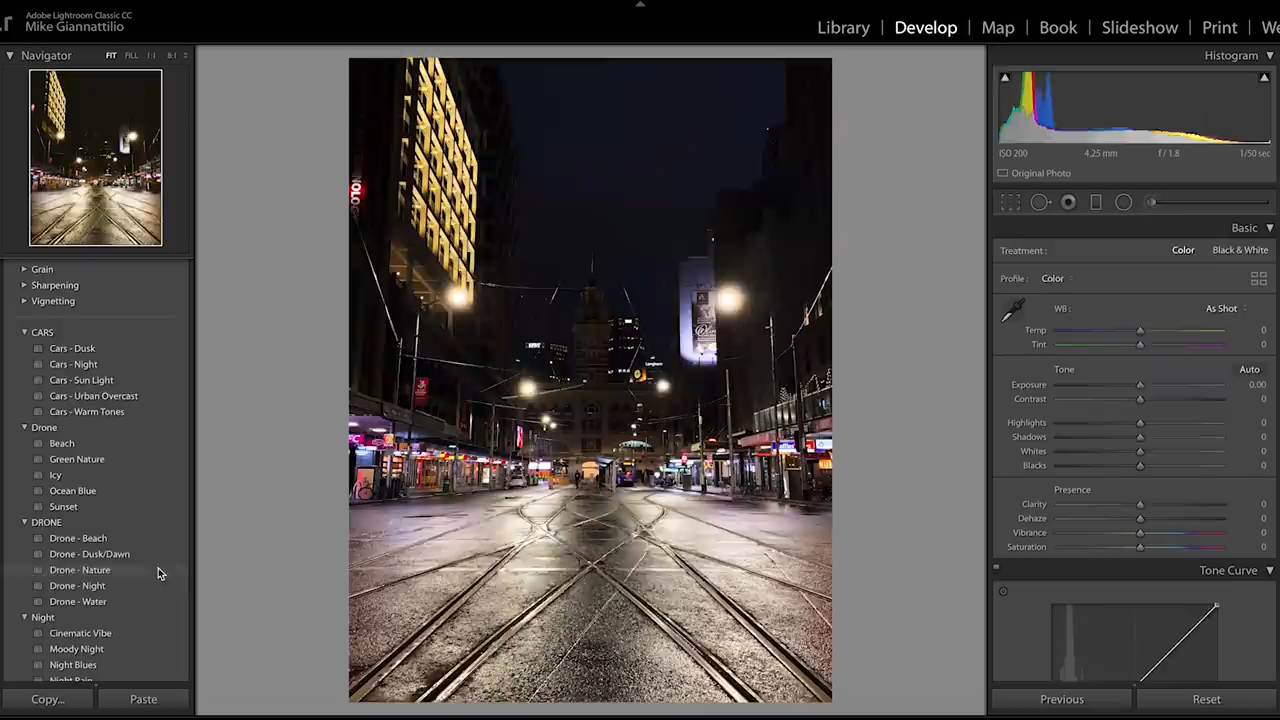 Adobe Lightroom Classic CC
Mike Giannattilio
Library | Develop | Map | Book | Slideshow | Print | We
Navigator FIT FILL 1:1 8:1
Histogram
ISO 200 4.25 mm f / 1.8 1/50 sec
Original Photo
Basic
Treatment : Color Black & White
Profile : Color
WB : As Shot
Temp 0
Tint 0
Tone Auto
Exposure 0.00
Contrast 0
Highlights 0
Shadows 0
Whites 0
Blacks 0
Presence
Clarity 0
Dehaze 0
Vibrance 0
Saturation 0
Tone Curve
Previous Reset
Grain
Sharpening
Vignetting
CARS
Cars - Dusk
Cars - Night
Cars - Sun Light
Cars - Urban Overcast
Cars - Warm Tones
Drone
Beach
Green Nature
Icy
Ocean Blue
Sunset
DRONE
Drone - Beach
Drone - Dusk/Dawn
Drone - Nature
Drone - Night
Drone - Water
Night
Cinematic Vibe
Moody Night
Night Blues
Night Rain
Copy... Paste
NOLO